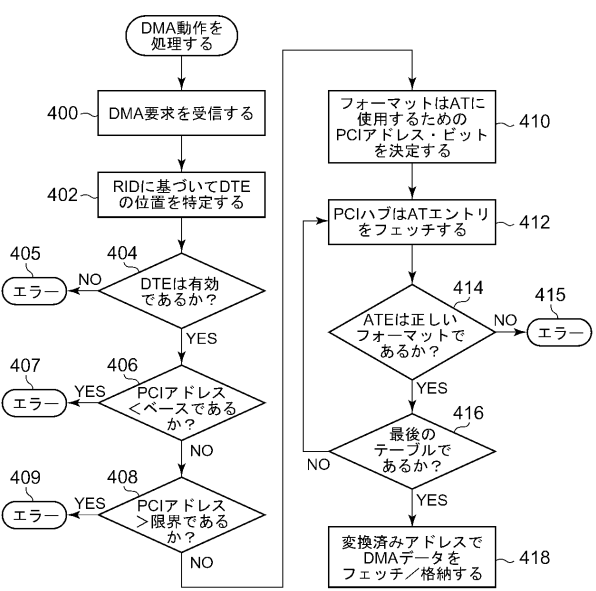 DMA動作を
処理する
400
DMA要求を受信する
402
RIDに基づいてDTE
の位置を特定する
404
405
エラー
NO
DTEは有効
であるか？
YES
406
407
エラー
YES
PCIアドレス
＜ベースである
か？
NO
408
409
エラー
YES
PCIアドレス
＞限界である
か？
NO
フォーマットはATに
使用するための
PCIアドレス・ビット
を決定する
410
PCIハブはATエントリ
をフェッチする
412
414
ATEは正しい
フォーマットで
あるか？
NO
415
エラー
YES
416
最後の
テーブルで
あるか？
NO
YES
変換済みアドレスで
DMAデータを
フェッチ／格納する
418